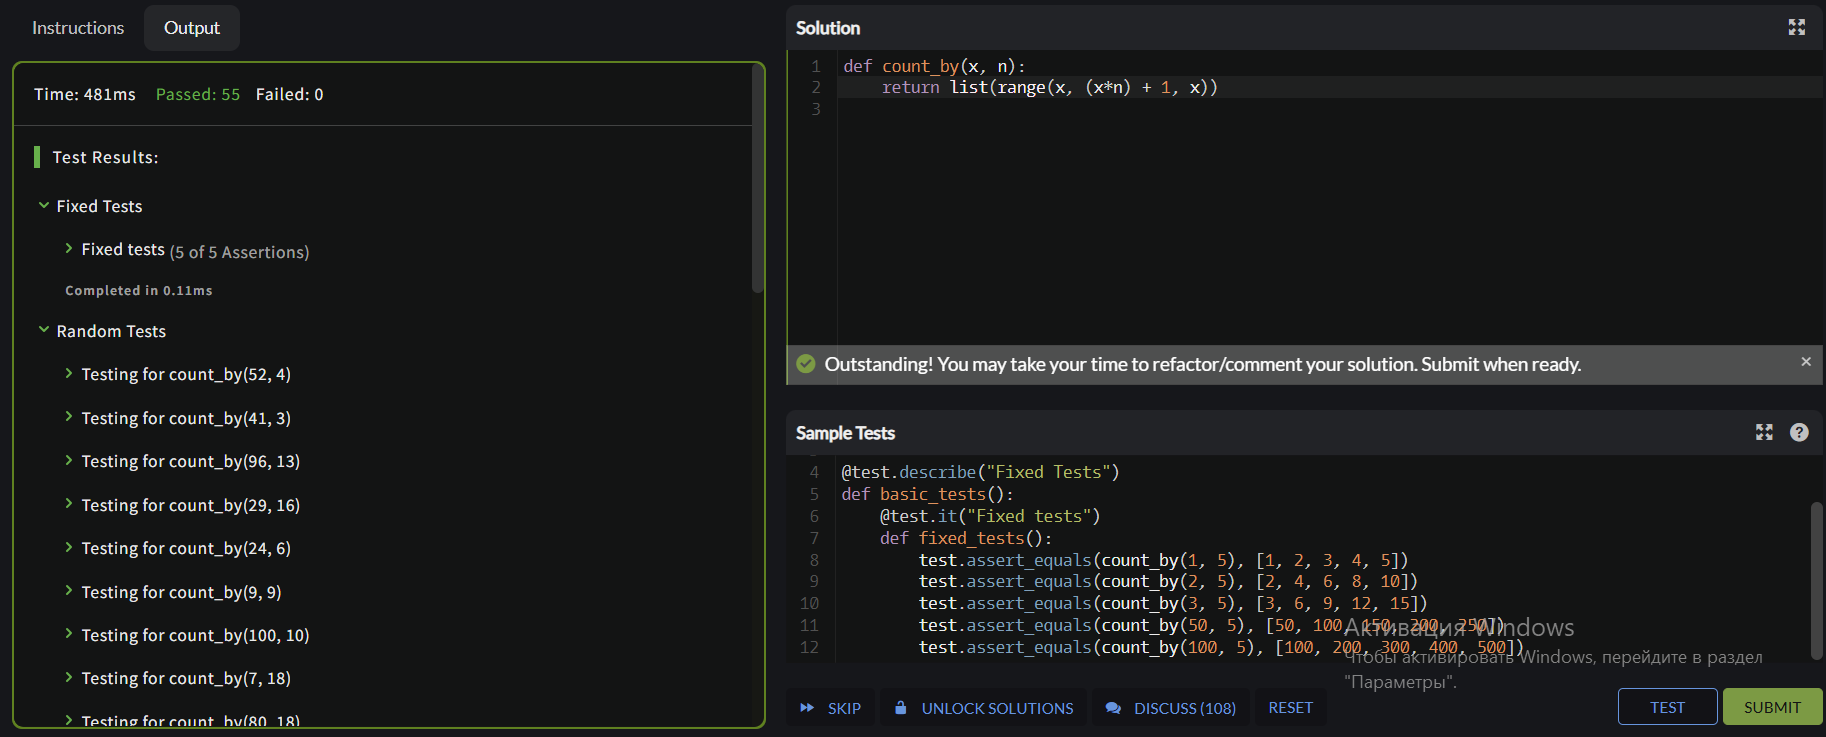 Instructions
Output
Time: 481ms Passed: 55 Failed: 0
Test Results:
Fixed Tests
Fixed tests (5 of 5 Assertions)
Completed in 0.11ms
Random Tests
Testing for count_by(52, 4)
Testing for count_by(41, 3)
Testing for count_by(96, 13)
Testing for count_by(29, 16)
Testing for count_by(24, 6)
Testing for count_by(9, 9)
Testing for count_by(100, 10)
Testing for count_by(7, 18)
Testing for count_by(80, 18)
Solution
1 def count_by(x, n):
2     return list(range(x, (x*n) + 1, x))
3
Outstanding! You may take your time to refactor/comment your solution. Submit when ready.
Sample Tests
4 @test.describe("Fixed Tests")
5 def basic_tests():
6     @test.it("Fixed tests")
7     def fixed_tests():
8         test.assert_equals(count_by(1, 5), [1, 2, 3, 4, 5])
9         test.assert_equals(count_by(2, 5), [2, 4, 6, 8, 10])
10         test.assert_equals(count_by(3, 5), [3, 6, 9, 12, 15])
11         test.assert_equals(count_by(50, 5), [50, 100, 150, 200, 250])
12         test.assert_equals(count_by(100, 5), [100, 200, 300, 400, 500])
Активация Windows
Чтобы активировать Windows, перейдите в раздел
"Параметры".
SKIP
UNLOCK SOLUTIONS
DISCUSS (108)
RESET
TEST
SUBMIT